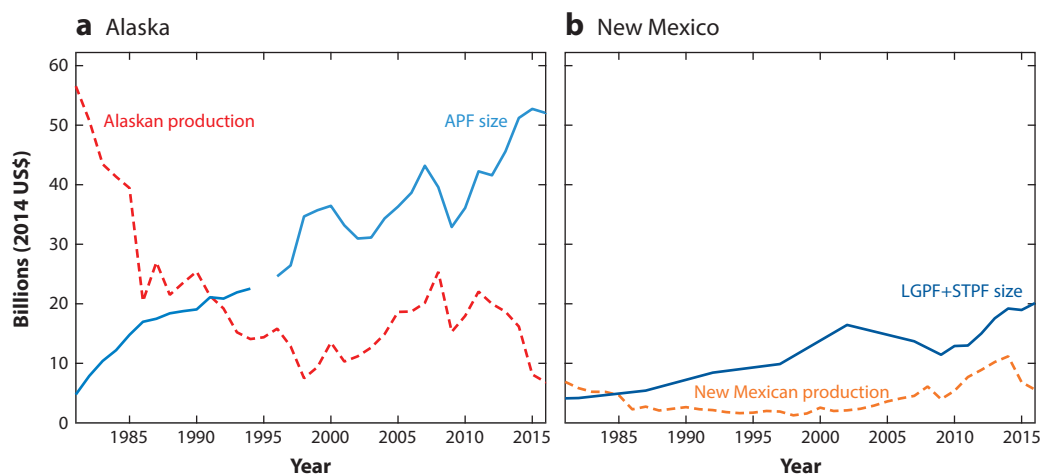 a Alaska
b New Mexico
Billions (2014 US$)
60
50
40
30
20
10
0
Alaskan production
APF size
LGPF+STPF size
New Mexican production
1985 1990 1995 2000 2005 2010 2015
1985 1990 1995 2000 2005 2010 2015
Year
Year